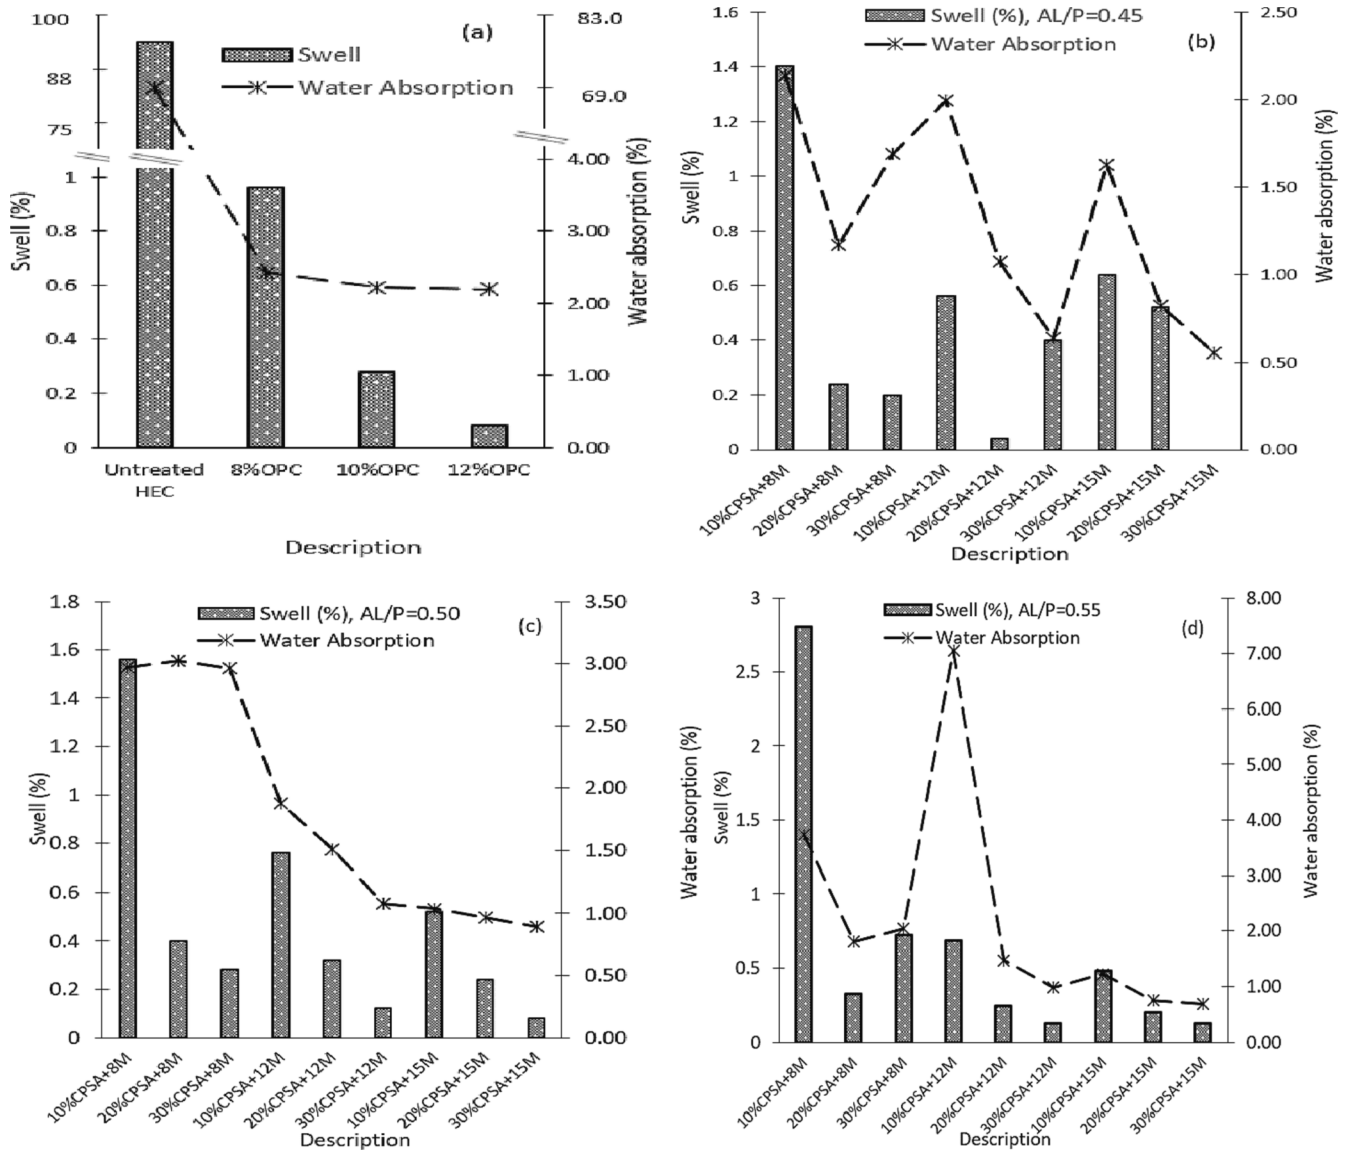 (a)
Swell
Water Absorption
100
88
75
1
0.8
0.6
0.4
0.2
0
Swell (%)
83.0
69.0
4.00
3.00
2.00
1.00
0.00
Water absorption (%)
Untreated HEC
8%OPC
10%OPC
12%OPC
Description
(b)
Swell (%), AL/P=0.45
Water Absorption
1.6
1.4
1.2
1
0.8
0.6
0.4
0.2
0
Swell (%)
2.50
2.00
1.50
1.00
0.50
0.00
Water absorption (%)
10%CPSA+8M
20%CPSA+8M
30%CPSA+8M
10%CPSA+12M
20%CPSA+12M
30%CPSA+12M
10%CPSA+15M
20%CPSA+15M
30%CPSA+15M
Description
(c)
Swell (%), AL/P=0.50
Water Absorption
1.8
1.6
1.4
1.2
1
0.8
0.6
0.4
0.2
0
Swell (%)
3.50
3.00
2.50
2.00
1.50
1.00
0.50
0.00
Water absorption (%)
10%CPSA+8M
20%CPSA+8M
30%CPSA+8M
10%CPSA+12M
20%CPSA+12M
30%CPSA+12M
10%CPSA+15M
20%CPSA+15M
30%CPSA+15M
Description
(d)
Swell (%), AL/P=0.55
Water Absorption
3
2.5
2
1.5
1
0.5
0
Swell (%)
8.00
7.00
6.00
5.00
4.00
3.00
2.00
1.00
0.00
Water absorption (%)
10%CPSA+8M
20%CPSA+8M
30%CPSA+8M
10%CPSA+12M
20%CPSA+12M
30%CPSA+12M
10%CPSA+15M
20%CPSA+15M
30%CPSA+15M
Description